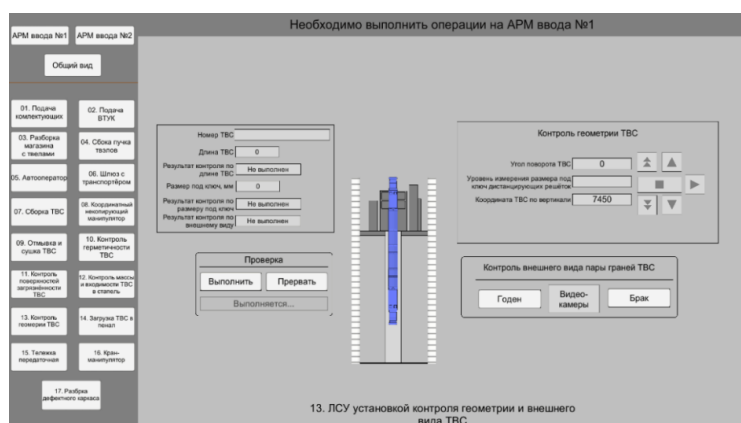 Необходимо выполнить операции на АРМ ввода №1
АРМ ввода №1
АРМ ввода №2
Общий вид
01. Подача
комплектующих
02. Подача
ВТУК
03. Разборка
магазина
с твелами
04. Сбока пучка
твэлов
05. Автооператор
06. Шлюз с
транспортёром
07. Сборка ТВС
08. Координатный
некопирующий
манипулятор
09. Отмывка и
сушка ТВС
10. Контроль
герметичности
ТВС
11. Контроль
поверхностей
загрязнённости
ТВС
12. Контроль массы
и входимости ТВС
в стапель
13. Контроль
геомерии ТВС
14. Загрузка ТВС в
пенал
15. Тележка
передаточная
16. Кран-
манипулятор
17. Разбрка
дефектного каркаса
Номер ТВС
Длина ТВС 0
Результат контроля по
длине ТВС Не выполнен
Размер под ключ, мм 0
Результат контроля по
размеру под ключ Не выполнен
Результат контроля по
внешнему виду Не выполнен
Проверка
Выполнить
Прервать
Выполняется...
Контроль геометрии ТВС
Угол поворота ТВС 0
Уровень измерения размера под
ключ дистанцирующих решёток
Координата ТВС по вертикали 7450
Контроль внешнего вида пары граней ТВС
Годен
Видео-
камеры
Брак
13. ЛСУ установкой контроля геометрии и внешнего
вида ТВС